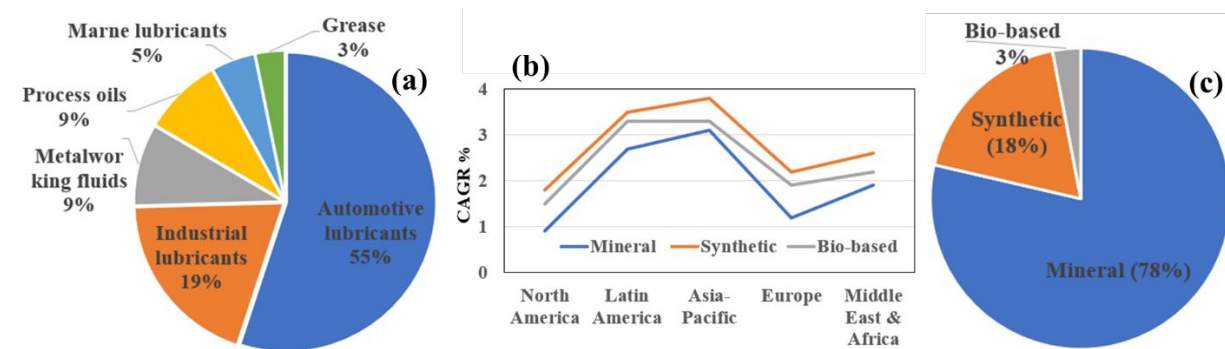 Marne lubricants
5%
Grease
3%
(a)
Process oils
9%
Metalwor
king fluids
9%
Industrial
lubricants
19%
Automotive
lubricants
55%
(b)
CAGR %
4
3
2
1
0
Mineral
Synthetic
Bio-based
North
America
Latin
America
Asia-
Pacific
Europe
Middle
East &
Africa
Bio-based
3%
(c)
Synthetic
(18%)
Mineral (78%)